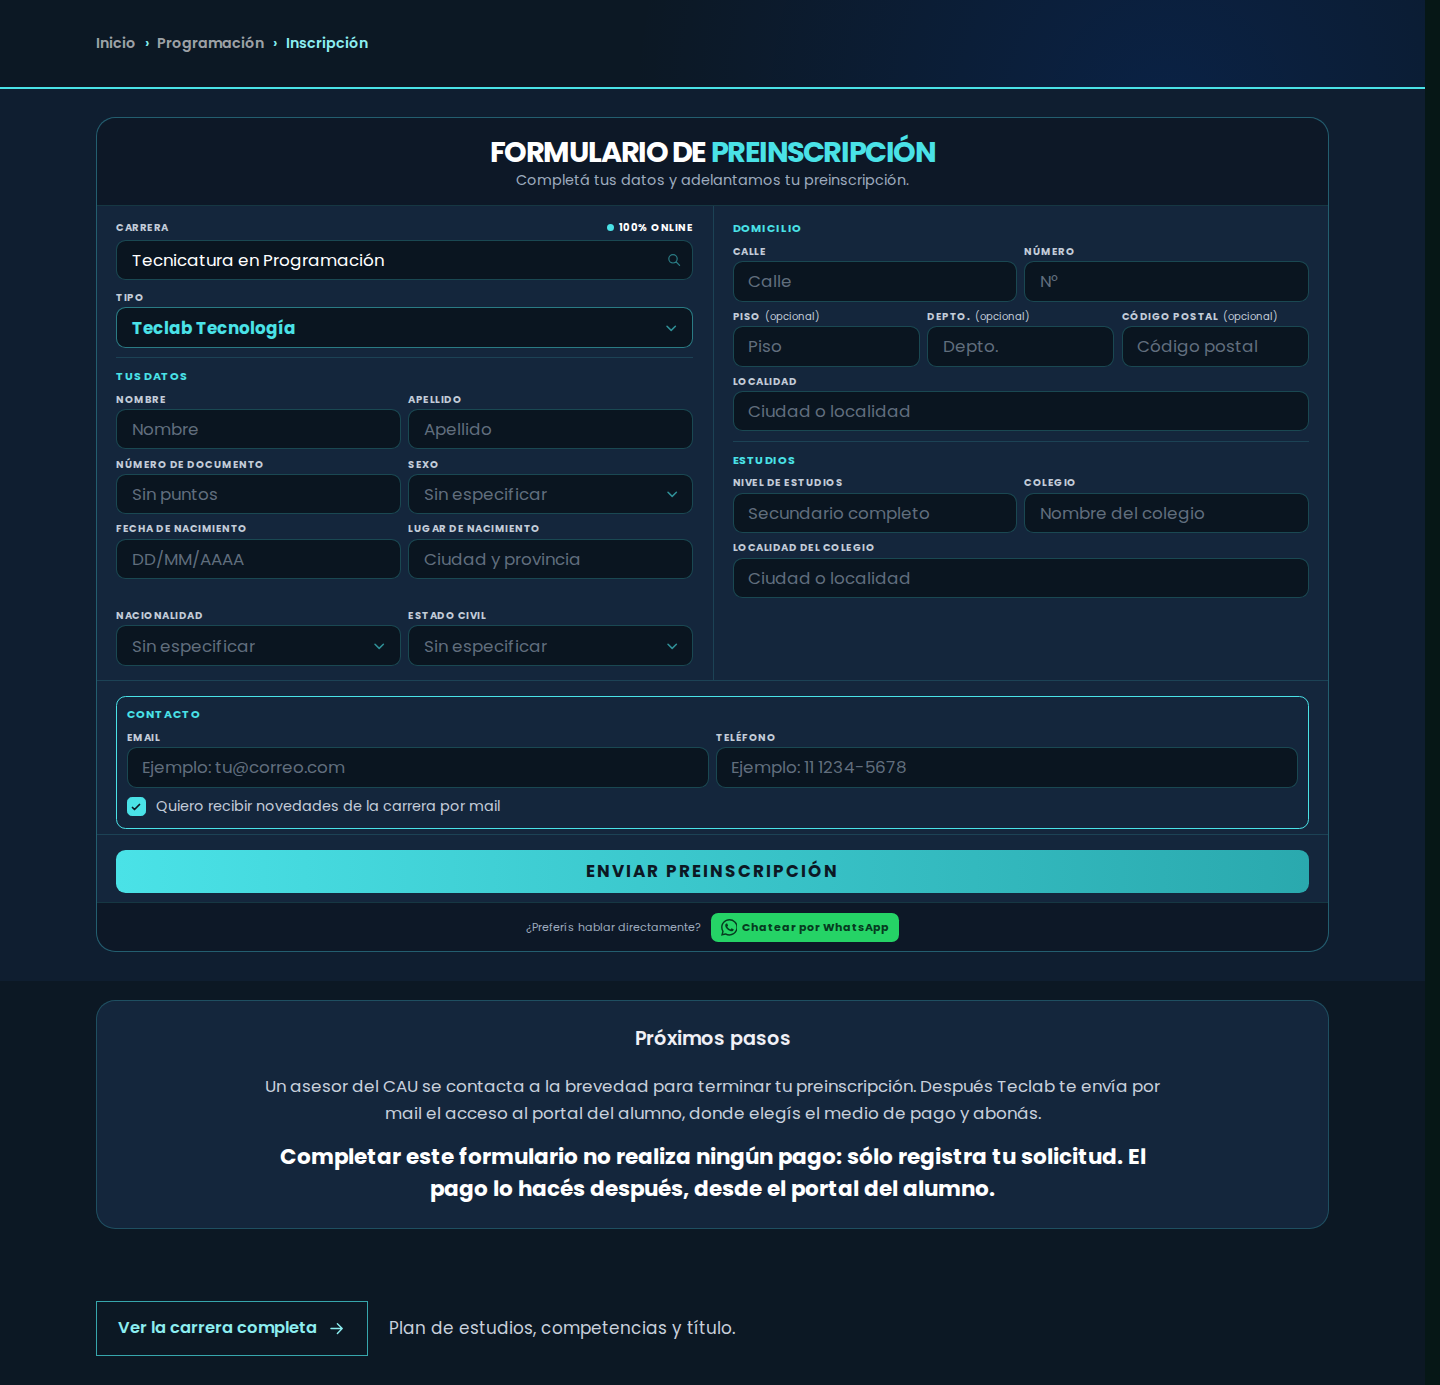 Inicio › Programación › Inscripción
FORMULARIO DE PREINSCRIPCIÓN
Completá tus datos y adelantamos tu preinscripción.
CARRERA
100% ONLINE
Tecnicatura en Programación
TIPO
Teclab Tecnología
TUS DATOS
NOMBRE
APELLIDO
Nombre
Apellido
NÚMERO DE DOCUMENTO
SEXO
Sin puntos
Sin especificar
FECHA DE NACIMIENTO
LUGAR DE NACIMIENTO
DD/MM/AAAA
Ciudad y provincia
NACIONALIDAD
ESTADO CIVIL
Sin especificar
Sin especificar
DOMICILIO
CALLE
NÚMERO
Calle
Nº
PISO (opcional)
DEPTO. (opcional)
CÓDIGO POSTAL (opcional)
Piso
Depto.
Código postal
LOCALIDAD
Ciudad o localidad
ESTUDIOS
NIVEL DE ESTUDIOS
COLEGIO
Secundario completo
Nombre del colegio
LOCALIDAD DEL COLEGIO
Ciudad o localidad
CONTACTO
EMAIL
TELÉFONO
Ejemplo: tu@correo.com
Ejemplo: 11 1234-5678
Quiero recibir novedades de la carrera por mail
ENVIAR PREINSCRIPCIÓN
¿Preferís hablar directamente?
Chatear por WhatsApp
Próximos pasos
Un asesor del CAU se contacta a la brevedad para terminar tu preinscripción. Después Teclab te envía por
mail el acceso al portal del alumno, donde elegís el medio de pago y abonás.
Completar este formulario no realiza ningún pago: sólo registra tu solicitud. El
pago lo hacés después, desde el portal del alumno.
Ver la carrera completa →
Plan de estudios, competencias y título.